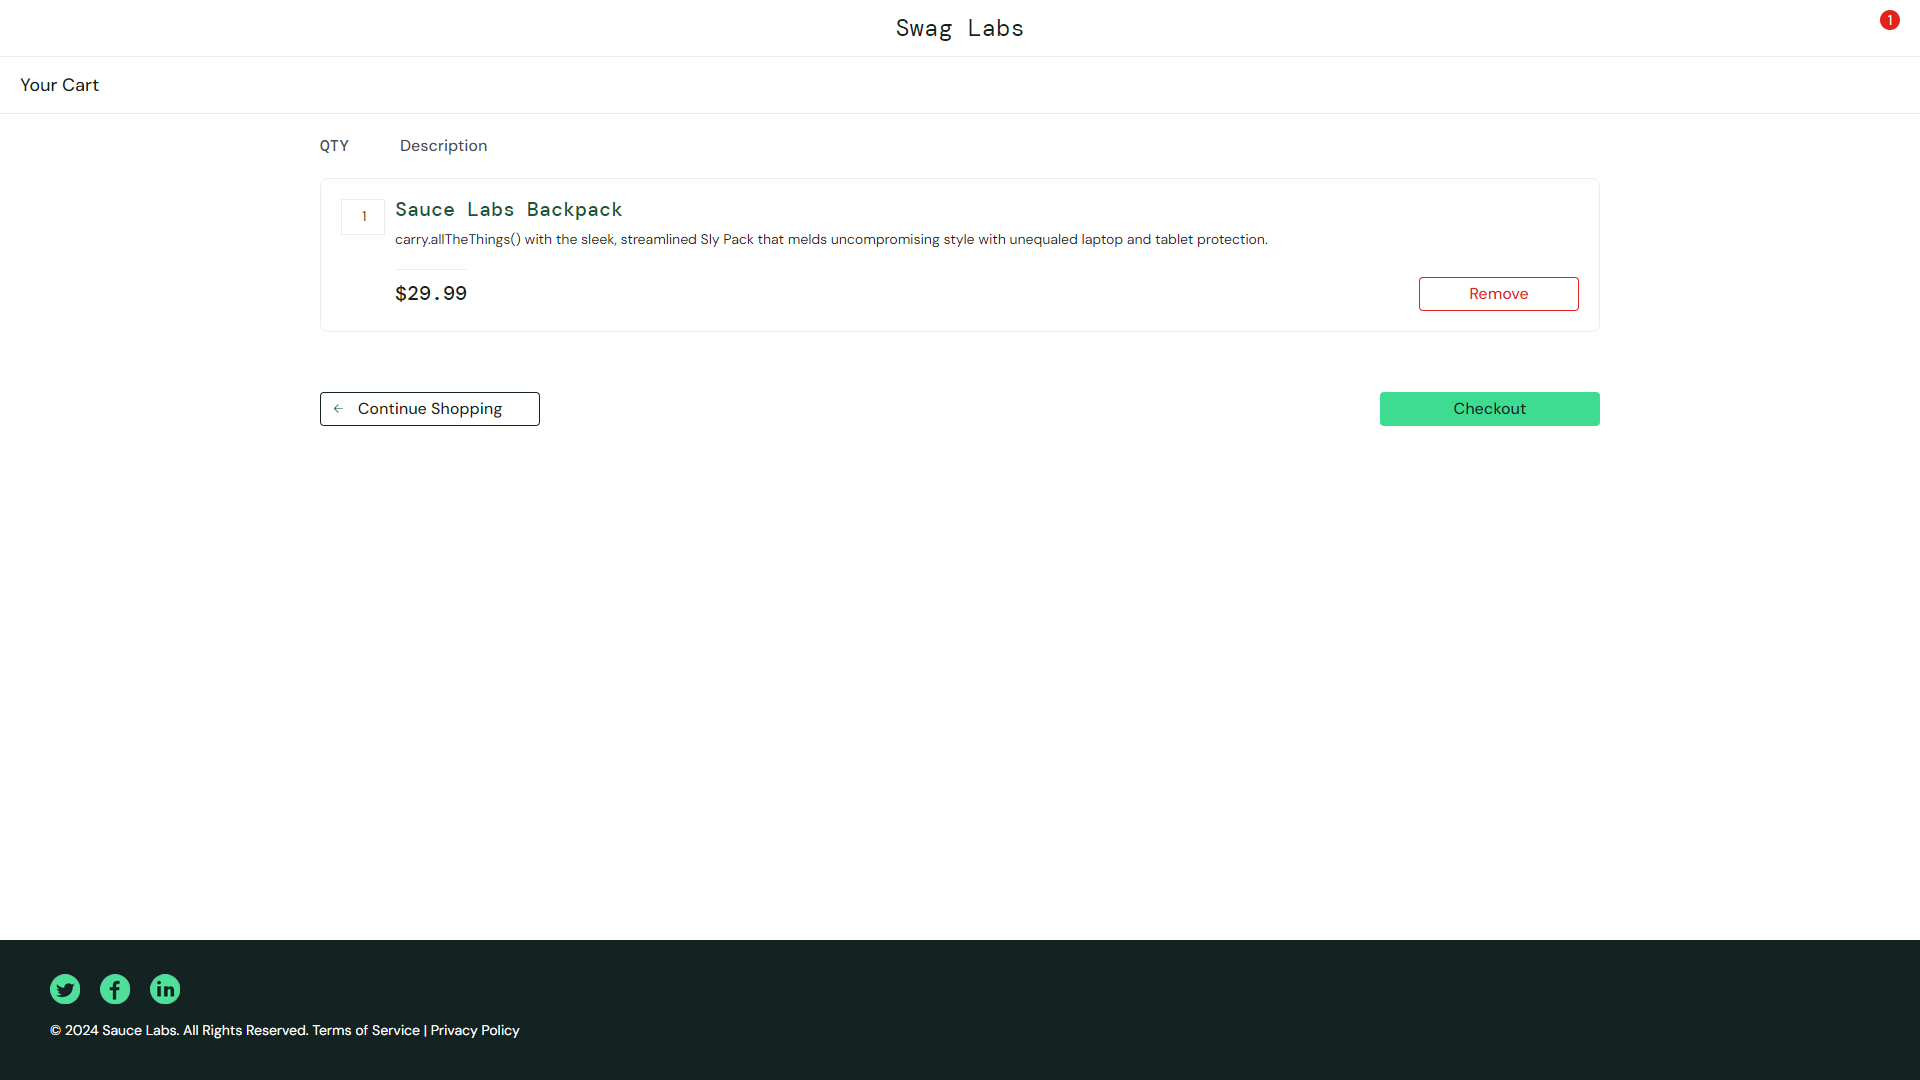 Swag Labs
1
Your Cart
QTY Description
1 Sauce Labs Backpack
carry.allTheThings() with the sleek, streamlined Sly Pack that melds uncompromising style with unequaled laptop and tablet protection.
$29.99 Remove
Continue Shopping Checkout
© 2024 Sauce Labs. All Rights Reserved. Terms of Service | Privacy Policy